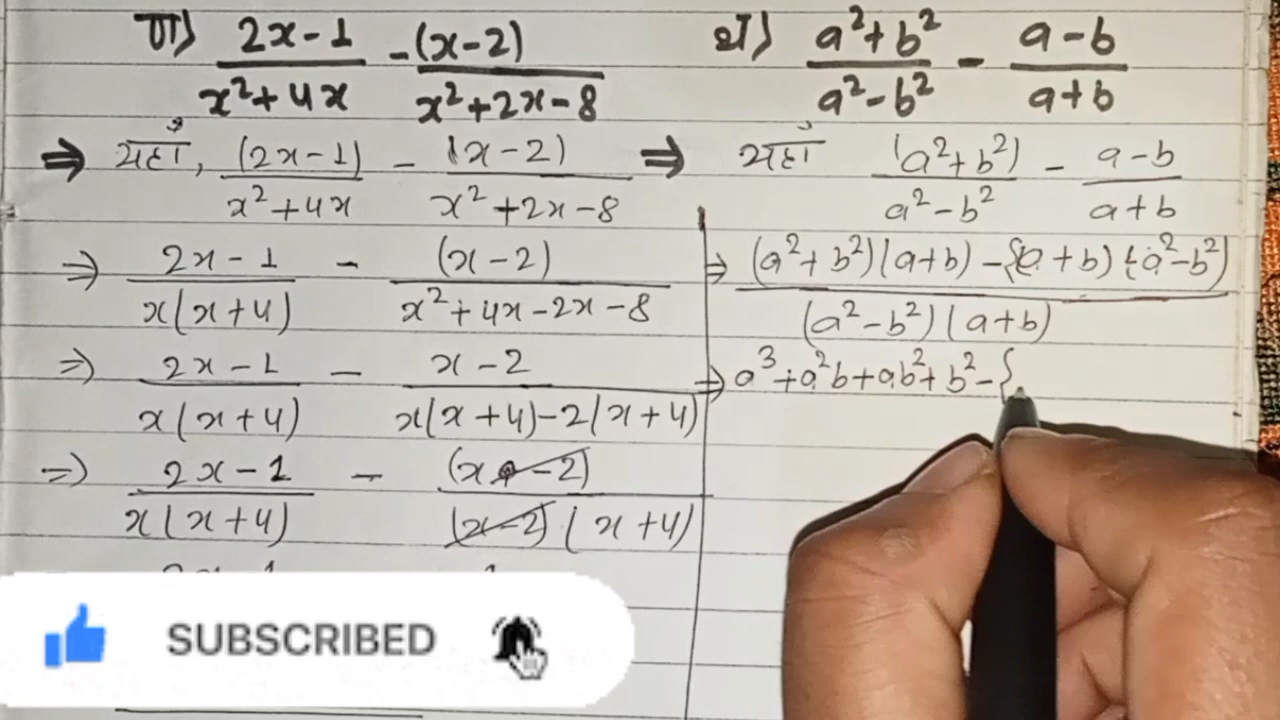 ण) (2x-1)/(x²+4x) - (x-2)/(x²+2x-8)
⇒ यहाँ, (2x-1)/(x²+4x) - (x-2)/(x²+2x-8)
⇒ (2x-1)/(x(x+4)) - (x-2)/(x²+4x-2x-8)
⇒ (2x-1)/(x(x+4)) - (x-2)/(x(x+4)-2(x+4))
⇒ (2x-1)/(x(x+4)) - (x-2)/((x-2)(x+4))
थ) (a²+b²)/(a²-b²) - (a-b)/(a+b)
⇒ यहाँ (a²+b²)/(a²-b²) - (a-b)/(a+b)
⇒ (a²+b²)(a+b) - {(a+b)(a²-b²)/(a²-b²)(a+b)
→ a³+a²b+ab²+b²-{
SUBSCRIBED